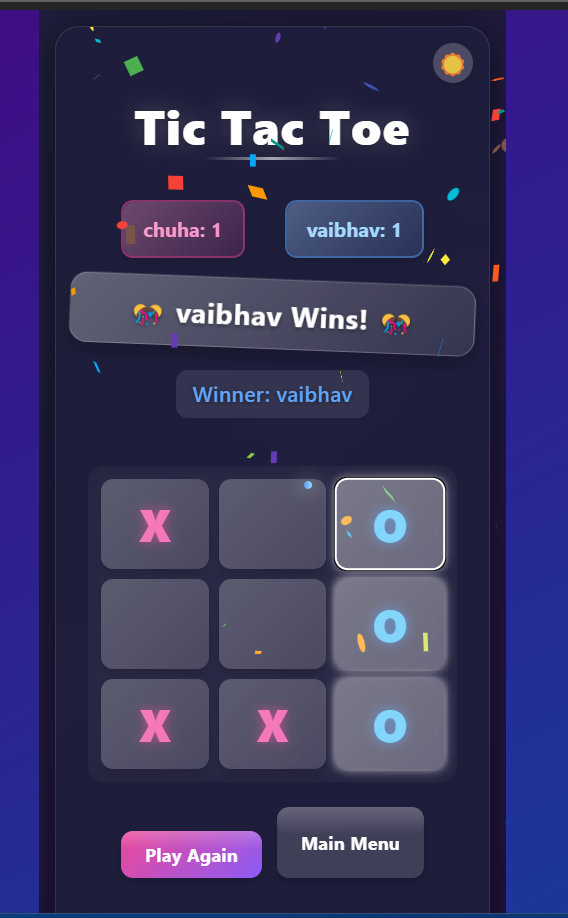 Tic Tac Toe
chuha: 1 vaibhav: 1
🎊 vaibhav Wins! 🎊
Winner: vaibhav
X O
O
X X O
Play Again Main Menu